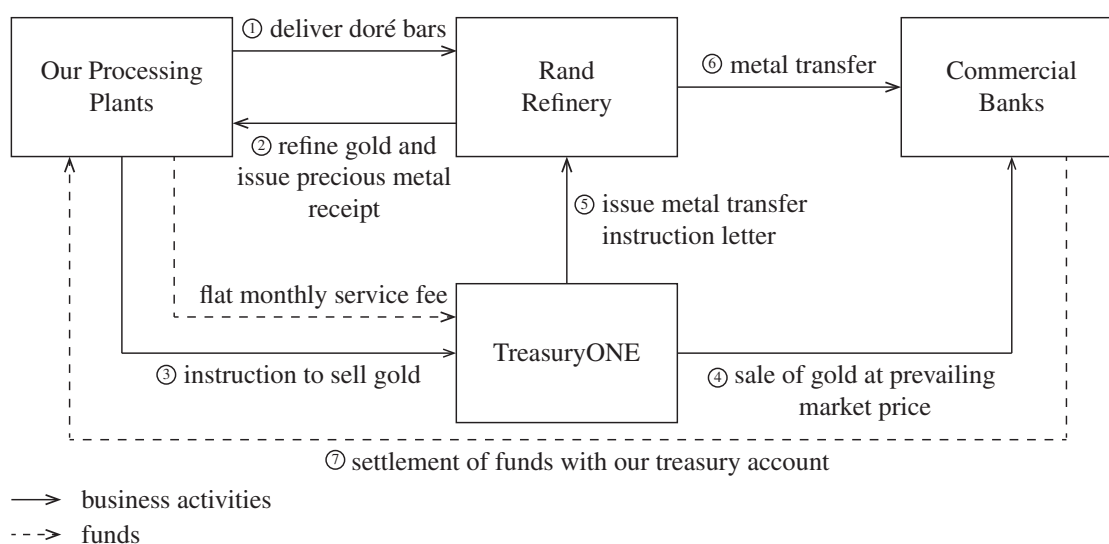 ① deliver doré bars
Our Processing
Plants
Rand
Refinery
⑥ metal transfer
Commercial
Banks
② refine gold and
issue precious metal
receipt
⑤ issue metal transfer
instruction letter
flat monthly service fee
TreasuryONE
③ instruction to sell gold
④ sale of gold at prevailing
market price
⑦ settlement of funds with our treasury account
business activities
funds